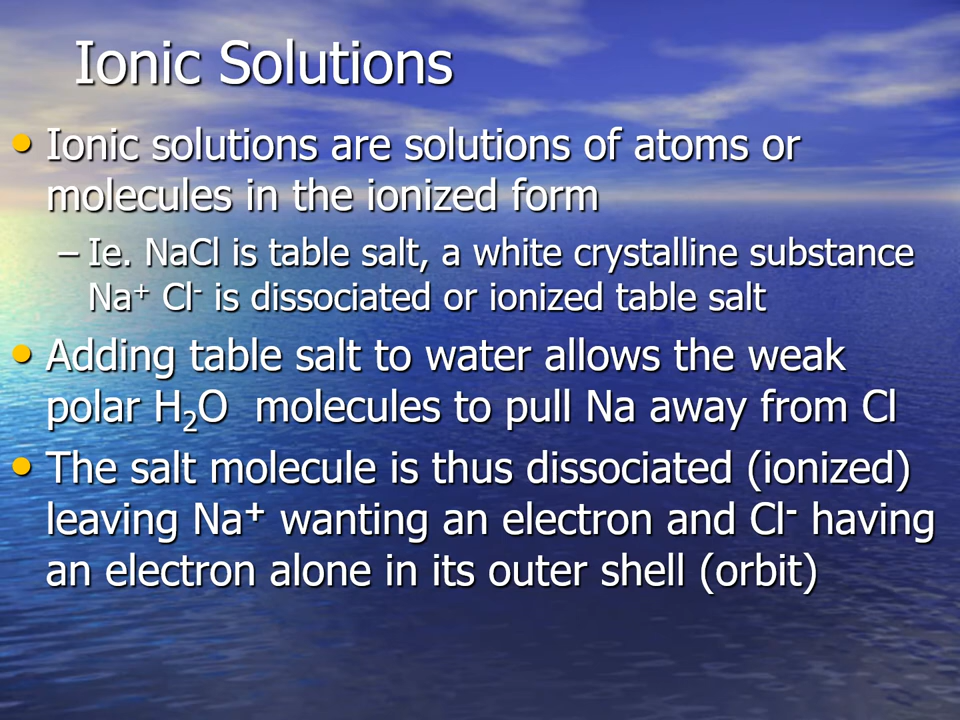 Ionic Solutions
• Ionic solutions are solutions of atoms or
molecules in the ionized form
– Ie. NaCl is table salt, a white crystalline substance
Na⁺ Cl⁻ is dissociated or ionized table salt
• Adding table salt to water allows the weak
polar H₂O molecules to pull Na away from Cl
• The salt molecule is thus dissociated (ionized)
leaving Na⁺ wanting an electron and Cl⁻ having
an electron alone in its outer shell (orbit)